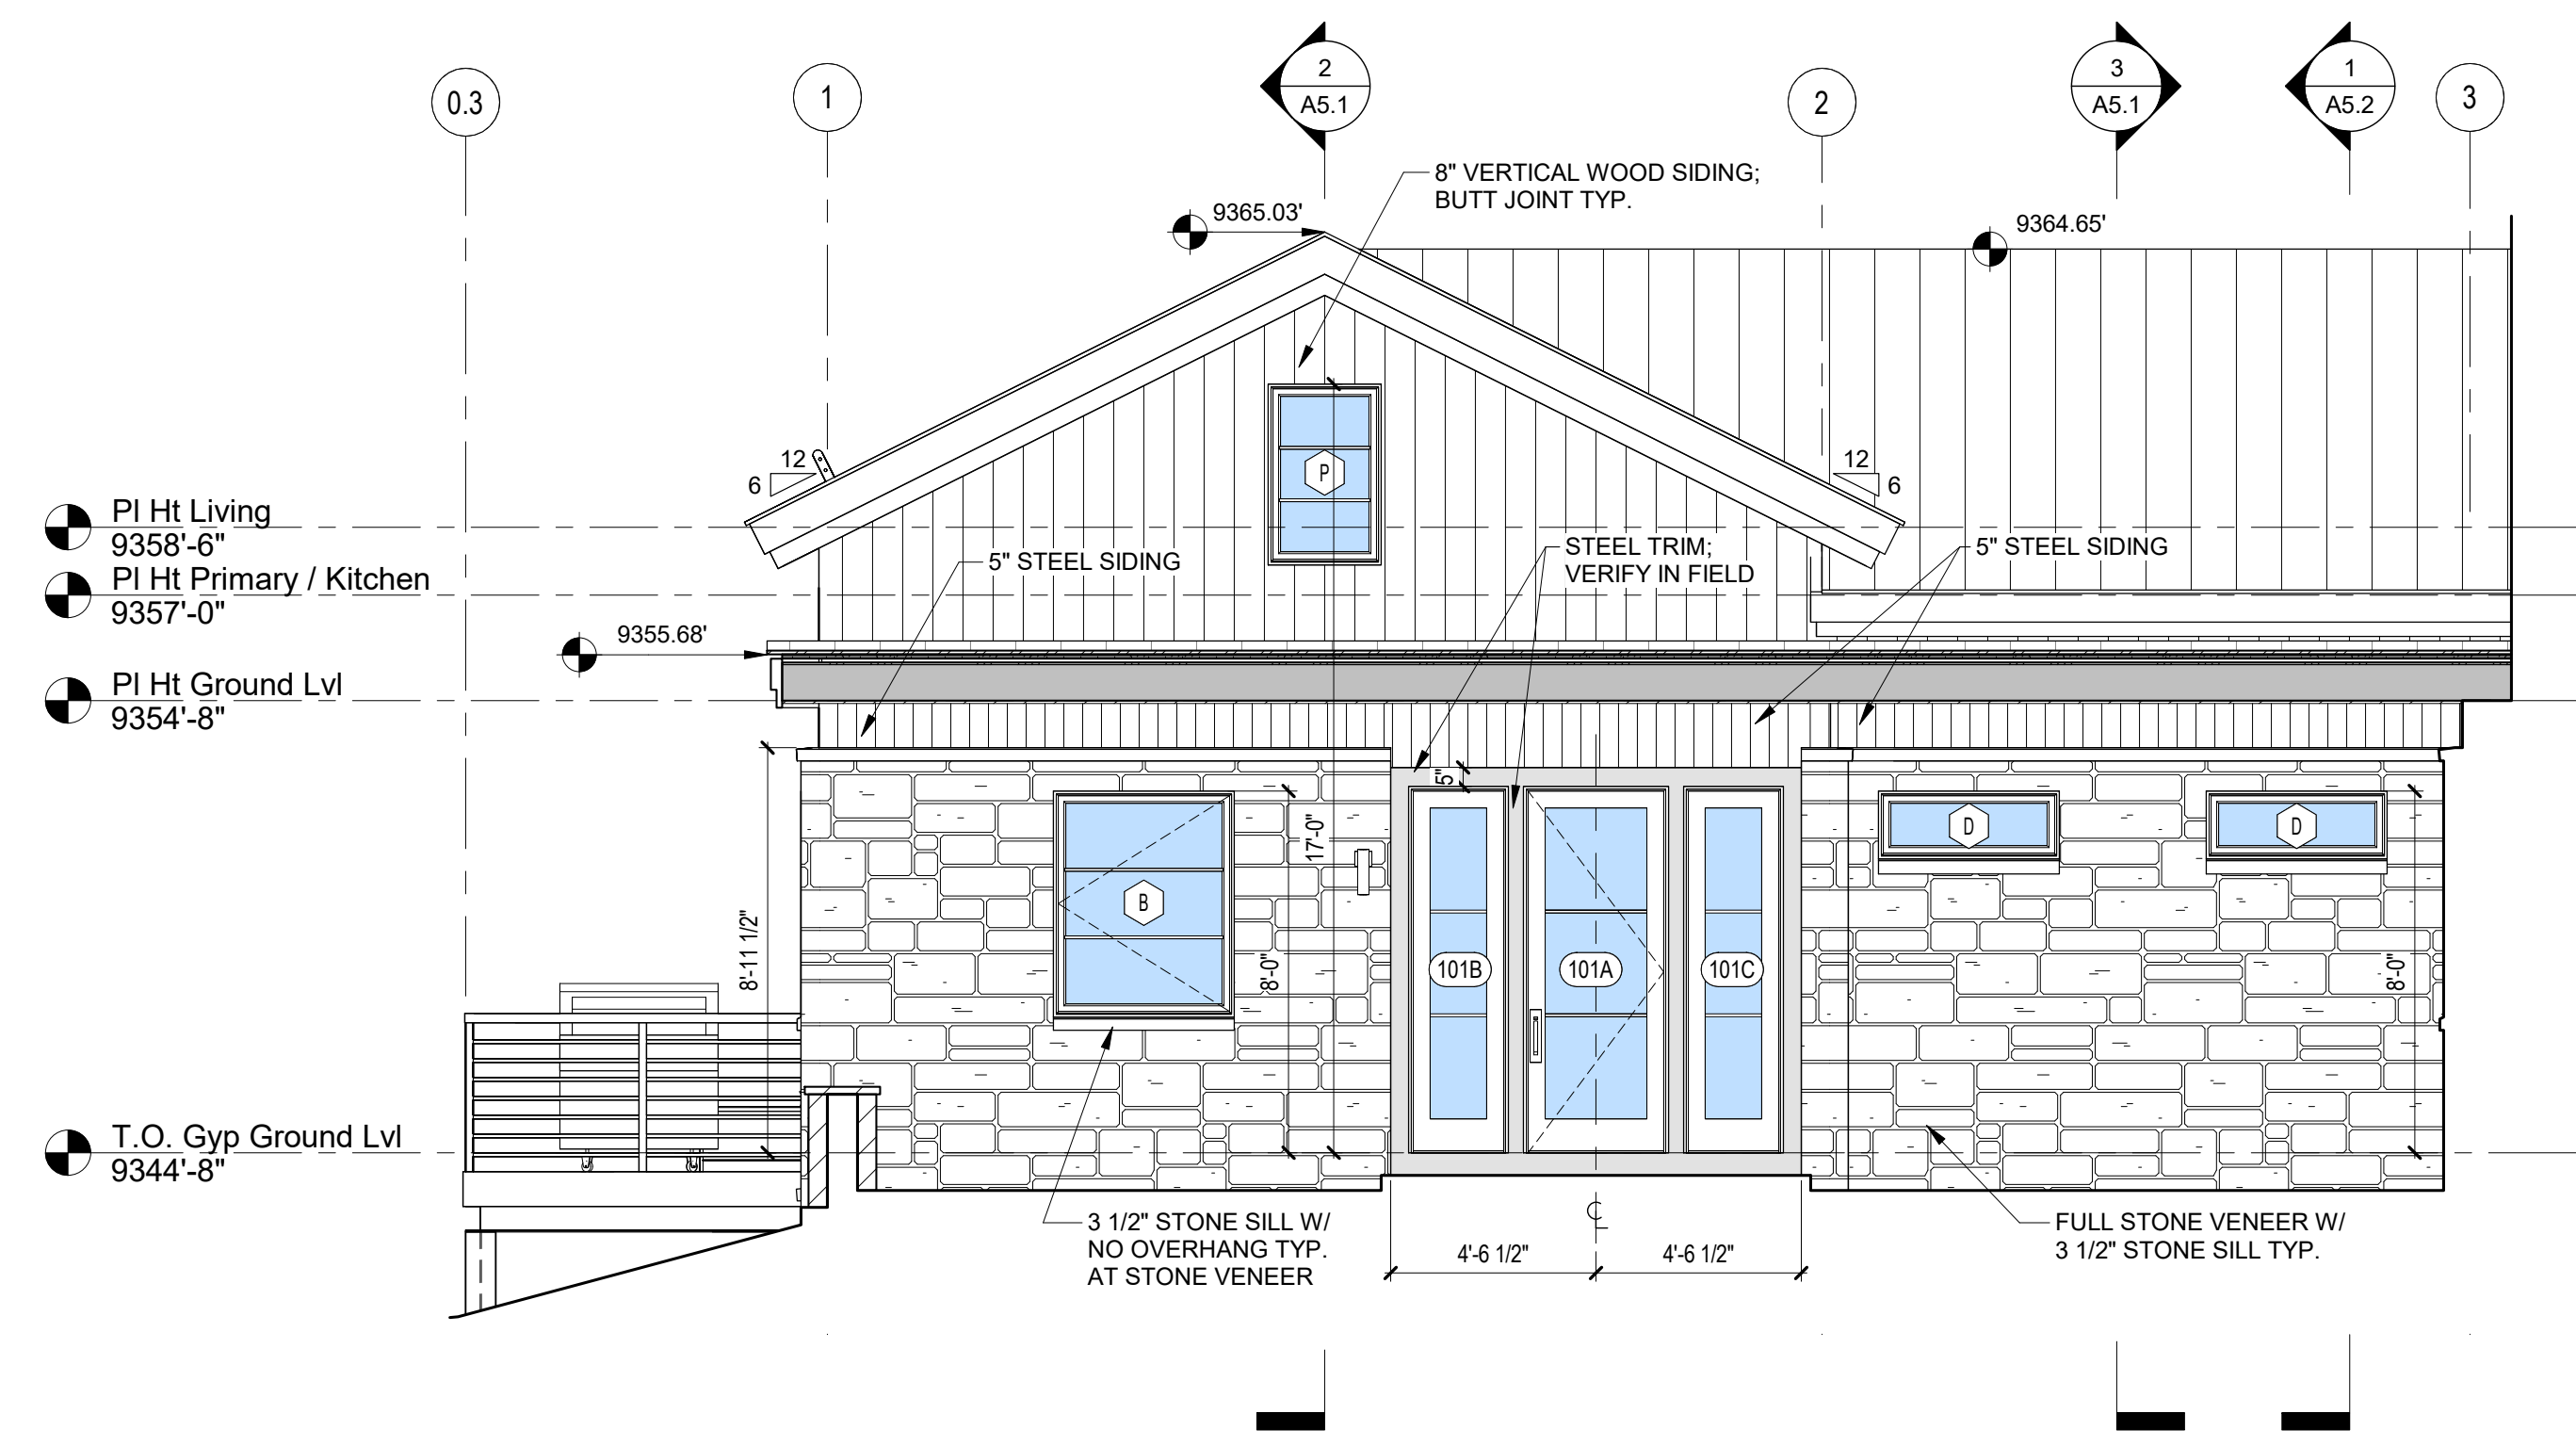 0.3
1
2
A5.1
2
3
A5.1
1
A5.2
3
8" VERTICAL WOOD SIDING;
BUTT JOINT TYP.
9365.03'
9364.65'
12
6
P
12
6
Pl Ht Living
9358'-6"
Pl Ht Primary / Kitchen
9357'-0"
5" STEEL SIDING
STEEL TRIM;
VERIFY IN FIELD
5" STEEL SIDING
9355.68'
Pl Ht Ground Lvl
9354'-8"
5"
17'-0"
D
D
B
8'-11 1/2"
8'-0"
101B
101A
101C
8'-0"
T.O. Gyp Ground Lvl
9344'-8"
3 1/2" STONE SILL W/
NO OVERHANG TYP.
AT STONE VENEER
CL
4'-6 1/2"
4'-6 1/2"
FULL STONE VENEER W/
3 1/2" STONE SILL TYP.